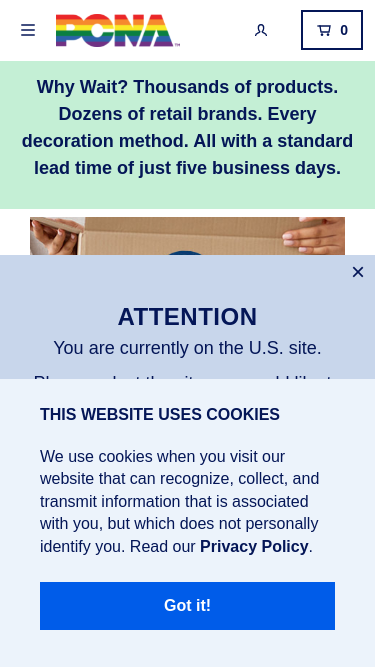 PCNA
0
Why Wait? Thousands of products.
Dozens of retail brands. Every
decoration method. All with a standard
lead time of just five business days.
×
ATTENTION
You are currently on the U.S. site.
THIS WEBSITE USES COOKIES
We use cookies when you visit our
website that can recognize, collect, and
transmit information that is associated
with you, but which does not personally
identify you. Read our Privacy Policy.
Got it!